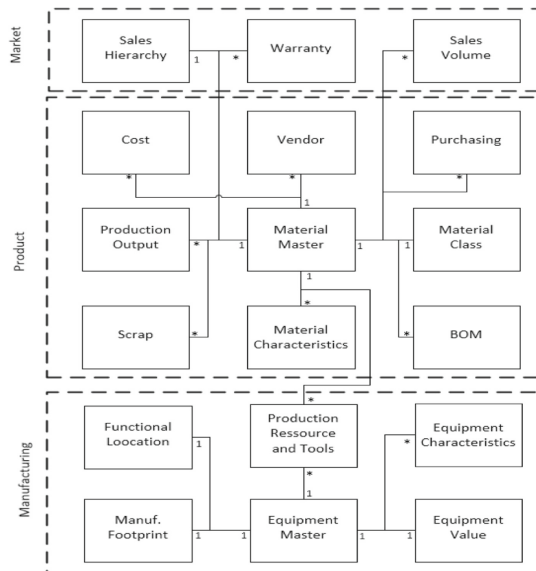 Market
Sales
Hierarchy
1
*
Warranty
*
Sales
Volume
Product
Cost
*
Vendor
*
Purchasing
*
1
Production
Output
*
1
Material
Master
1
1
Material
Class
1
Scrap
*
*
Material
Characteristics
*
BOM
Manufacturing
Functional
Loocation
1
*
Production
Ressource
and Tools
*
Equipment
Characteristics
*
1
Manuf.
Footprint
1
1
Equipment
Master
1
1
Equipment
Value